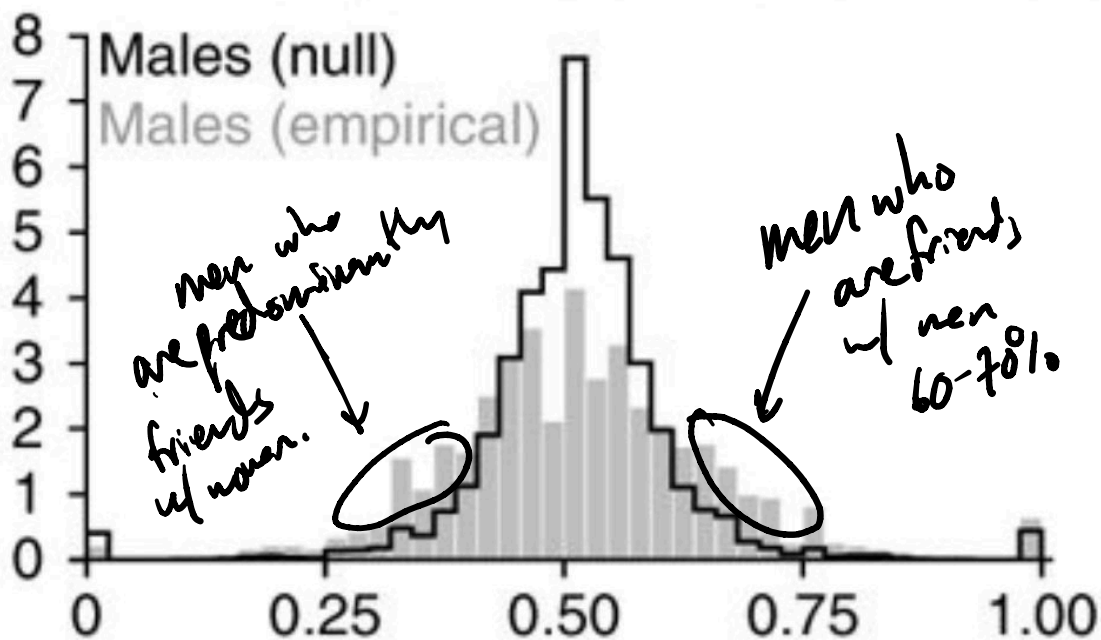 8
Males (null)
7
Males (empirical)
6
5
4
3
2
1
0
men who
are predominantly
friends
w/ women.
men who
are friends
w/ men
60-70%
0 0.25 0.50 0.75 1.00